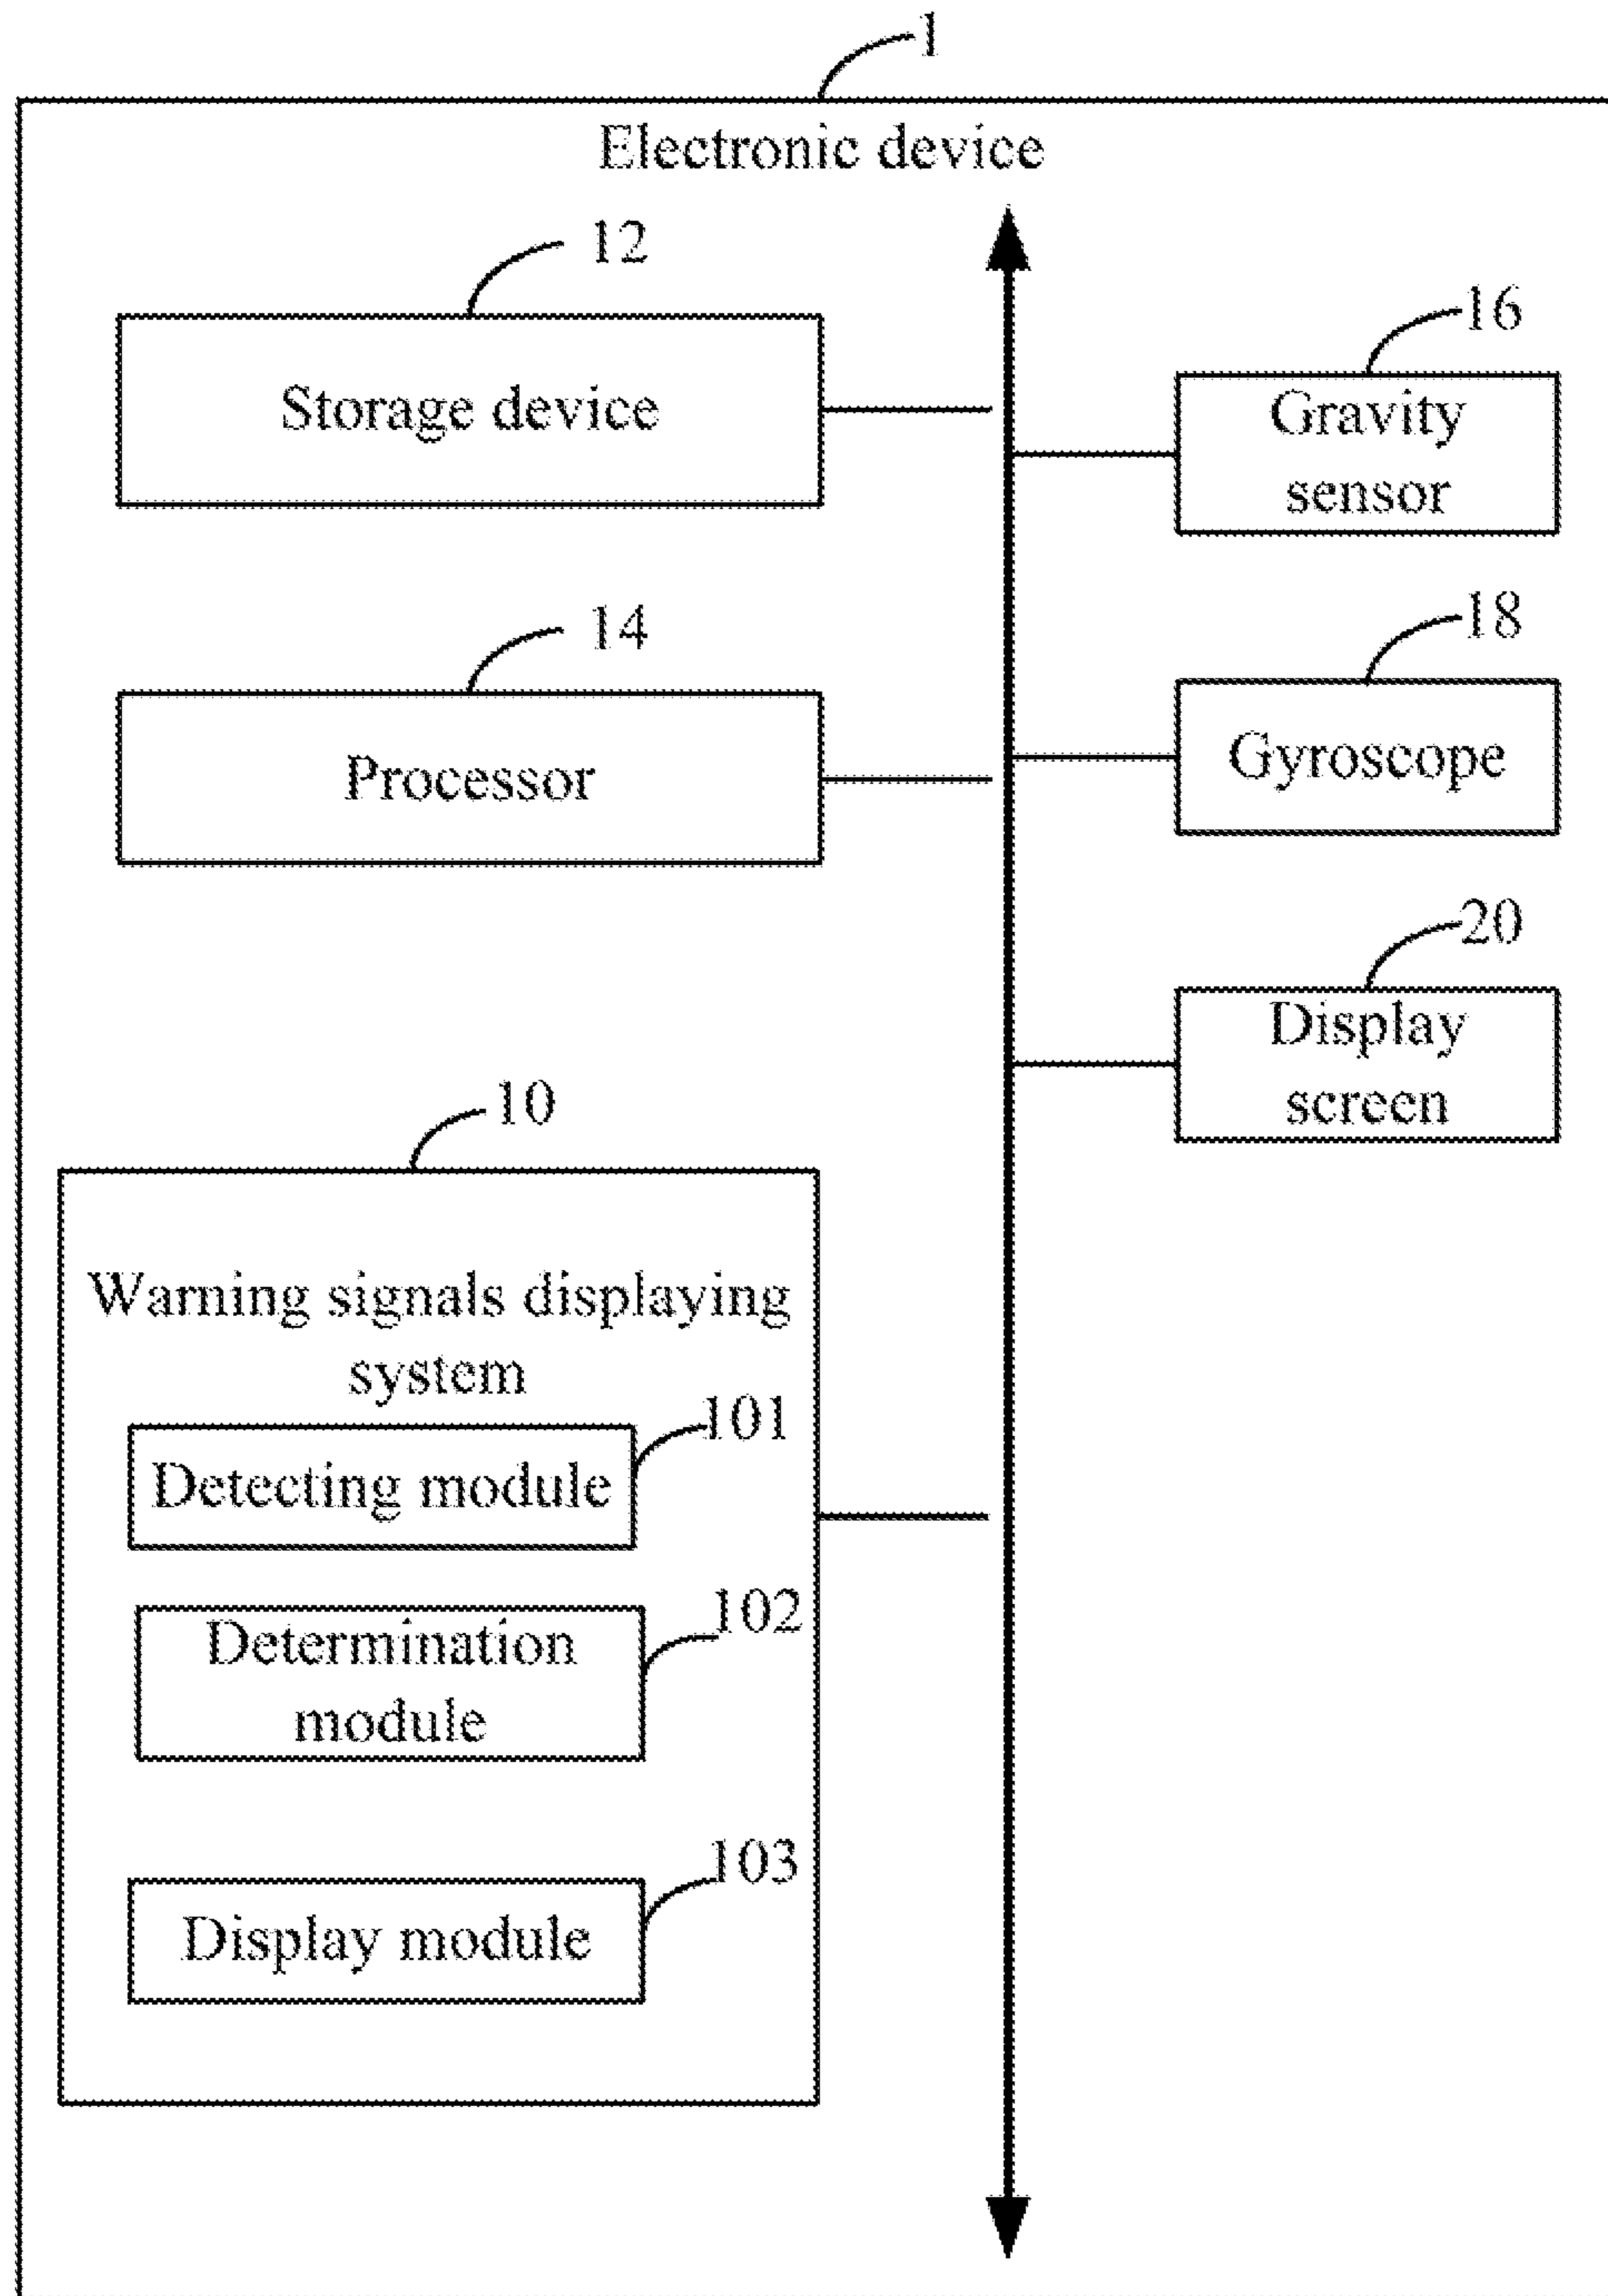 1
Electronic device
12
Storage device
16
Gravity
sensor
14
Processor
18
Gyroscope
20
Display
screen
10
Warning signals displaying
system
101
Detecting module
102
Determination
module
103
Display module